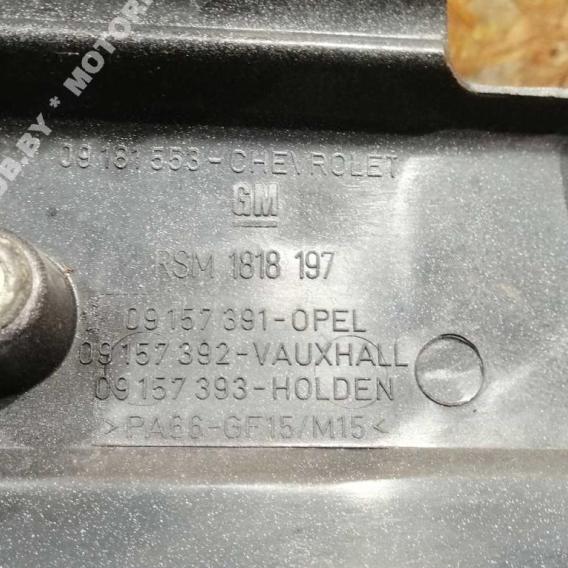 09181553-CHEVROLET
GM
RSM 1818 197
09157391-OPEL
09157392-VAUXHALL
09157393-HOLDEN
>PA66-GF15/M15<